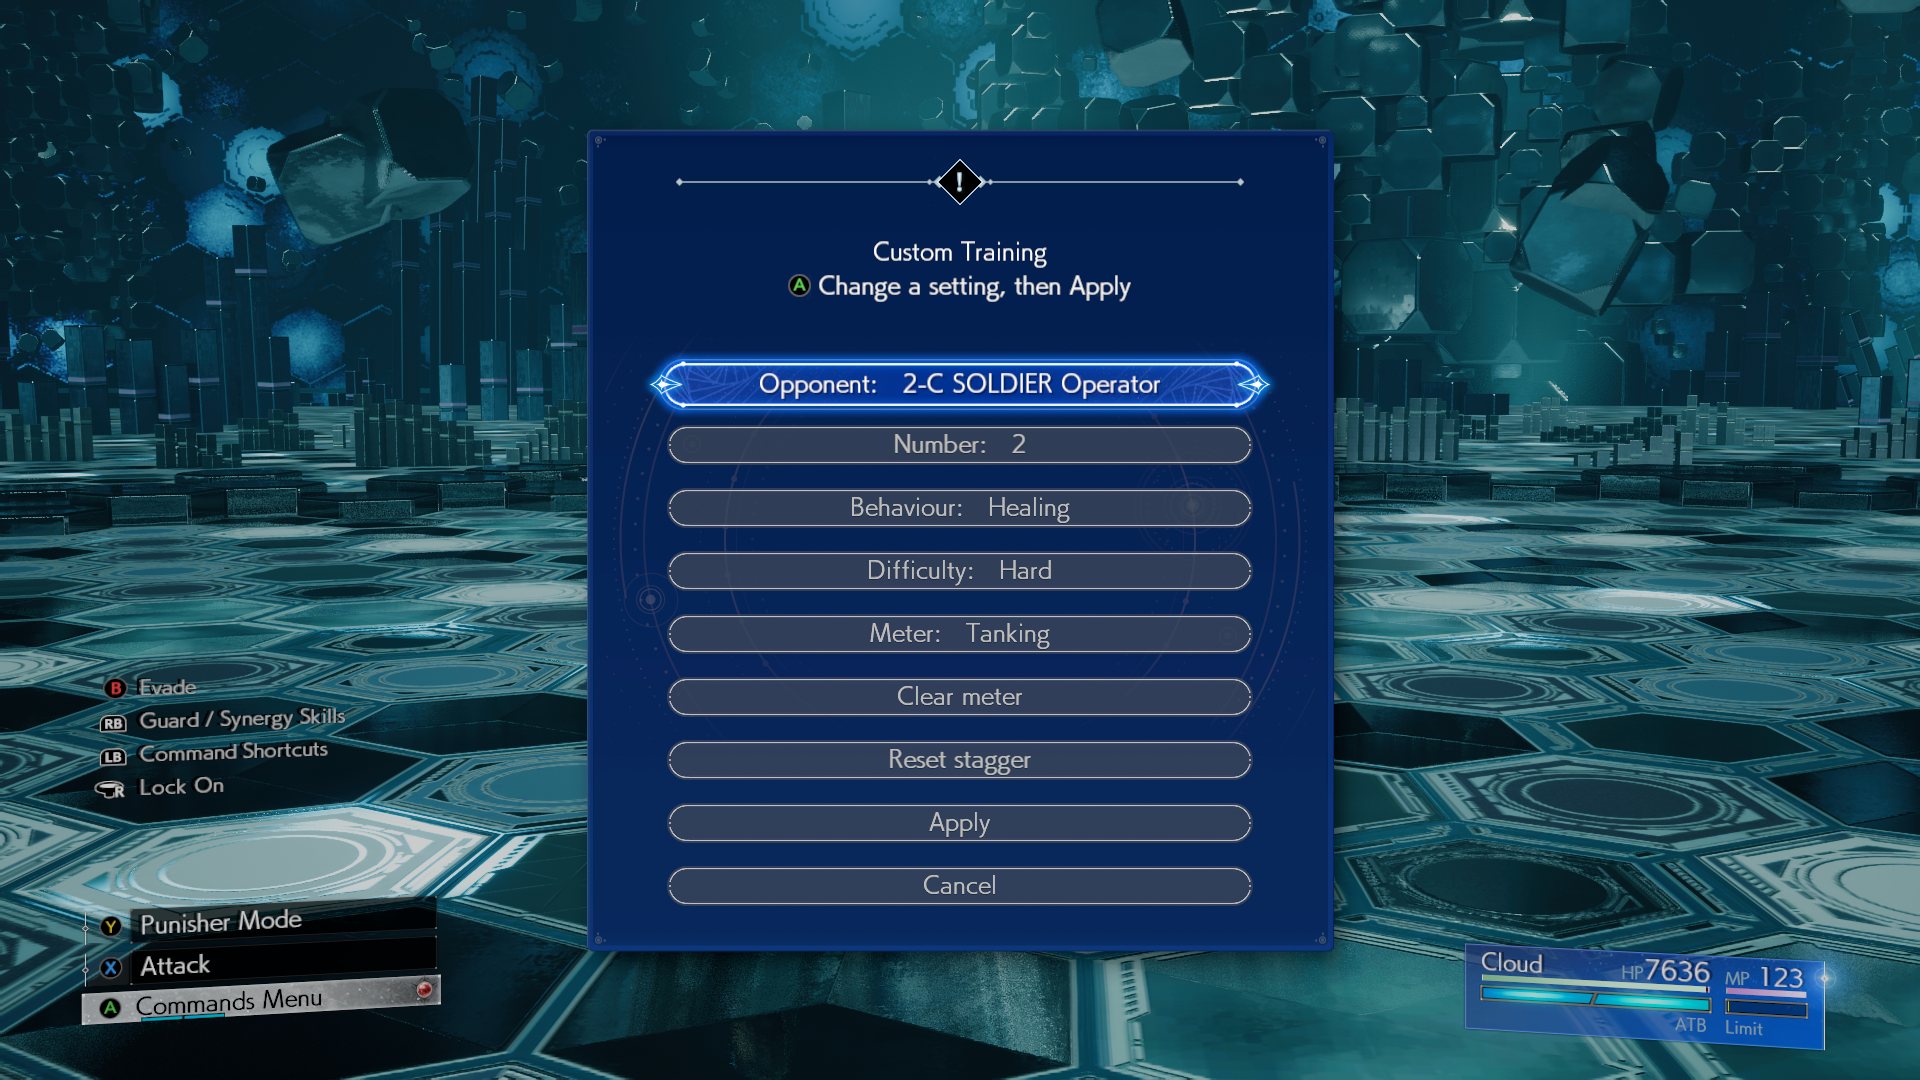 !
Custom Training
A Change a setting, then Apply
Opponent: 2-C SOLDIER Operator
Number: 2
Behaviour: Healing
Difficulty: Hard
Meter: Tanking
Clear meter
Reset stagger
Apply
Cancel
B Evade
RB Guard / Synergy Skills
LB Command Shortcuts
R Lock On
Y Punisher Mode
X Attack
A Commands Menu
Cloud HP 7636 MP 123
ATB Limit